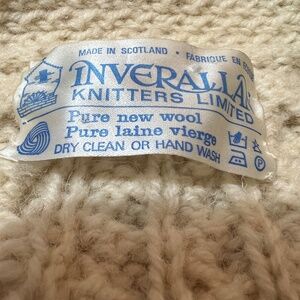 MADE IN SCOTLAND • FABRIQUE EN
INVERALLAN
KNITTERS LIMITED
Pure new wool
Pure laine vierge
DRY CLEAN OR HAND WASH
P